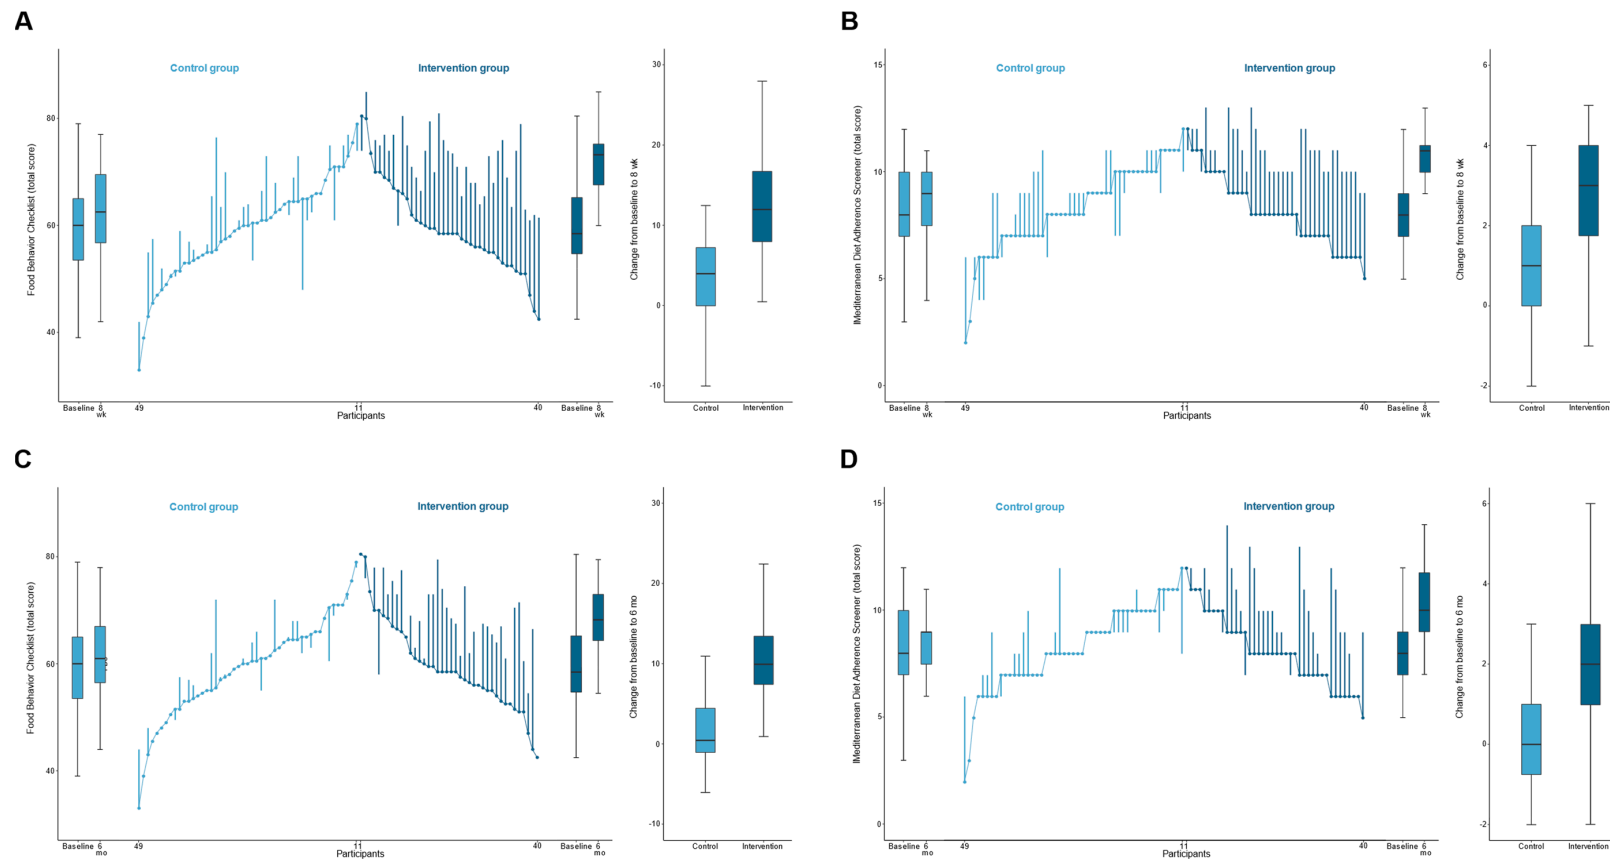 A
Control group
Intervention group
Food Behavior Checklist (total score)
80
60
40
Baseline 8 wk
49
11
40
Baseline 8 wk
Participants
Change from baseline to 8 wk
30
20
10
0
-10
Control
Intervention
B
Control group
Intervention group
IMediterranean Diet Adherence Screener (total score)
15
10
5
0
Baseline 8 wk
49
11
40
Baseline 8 wk
Participants
Change from baseline to 8 wk
6
4
2
0
-2
Control
Intervention
C
Control group
Intervention group
Food Behavior Checklist (total score)
80
60
40
Baseline 6 mo
49
11
40
Baseline 6 mo
Participants
Change from baseline to 6 mo
30
20
10
0
-10
Control
Intervention
D
Control group
Intervention group
IMediterranean Diet Adherence Screener (total score)
15
10
5
0
Baseline 6 mo
49
11
40
Baseline 6 mo
Participants
Change from baseline to 6 mo
6
4
2
0
-2
Control
Intervention